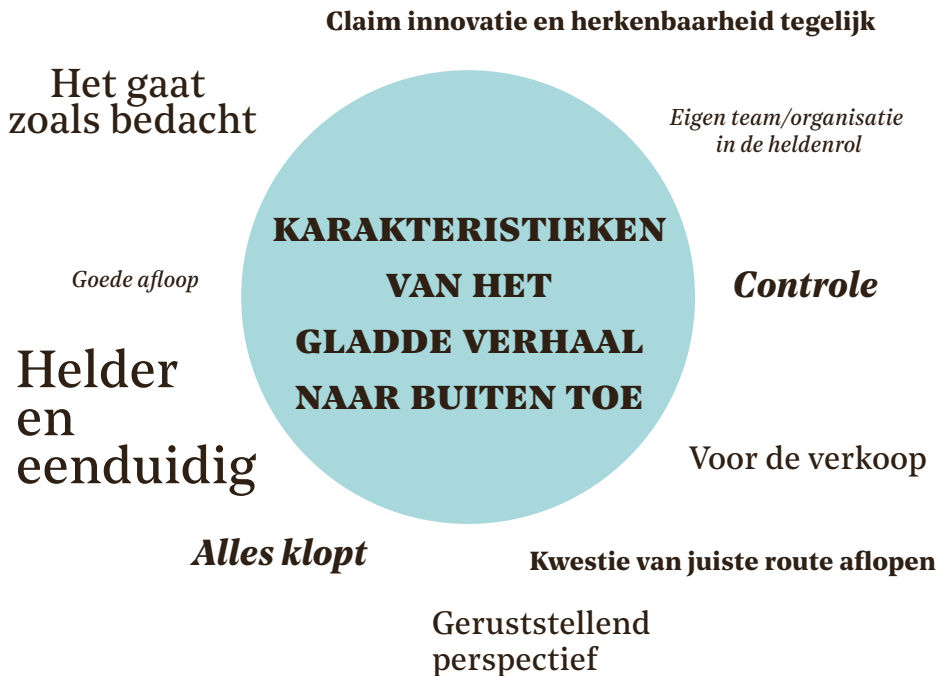 Claim innovatie en herkenbaarheid tegelijk
Het gaat
zoals bedacht
Eigen team/organisatie
in de heldenrol
KARAKTERISTIEKEN
VAN HET
GLADDE VERHAAL
NAAR BUITEN TOE
Goede afloop
Controle
Helder
en
eenduidig
Voor de verkoop
Alles klopt
Kwestie van juiste route aflopen
Geruststellend
perspectief